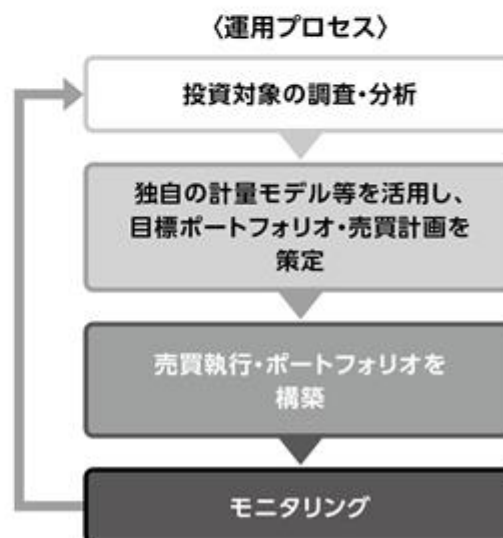 〈運用プロセス〉
投資対象の調査・分析
独自の計量モデル等を活用し、
目標ポートフォリオ・売買計画を
策定
売買執行・ポートフォリオを
構築
モニタリング